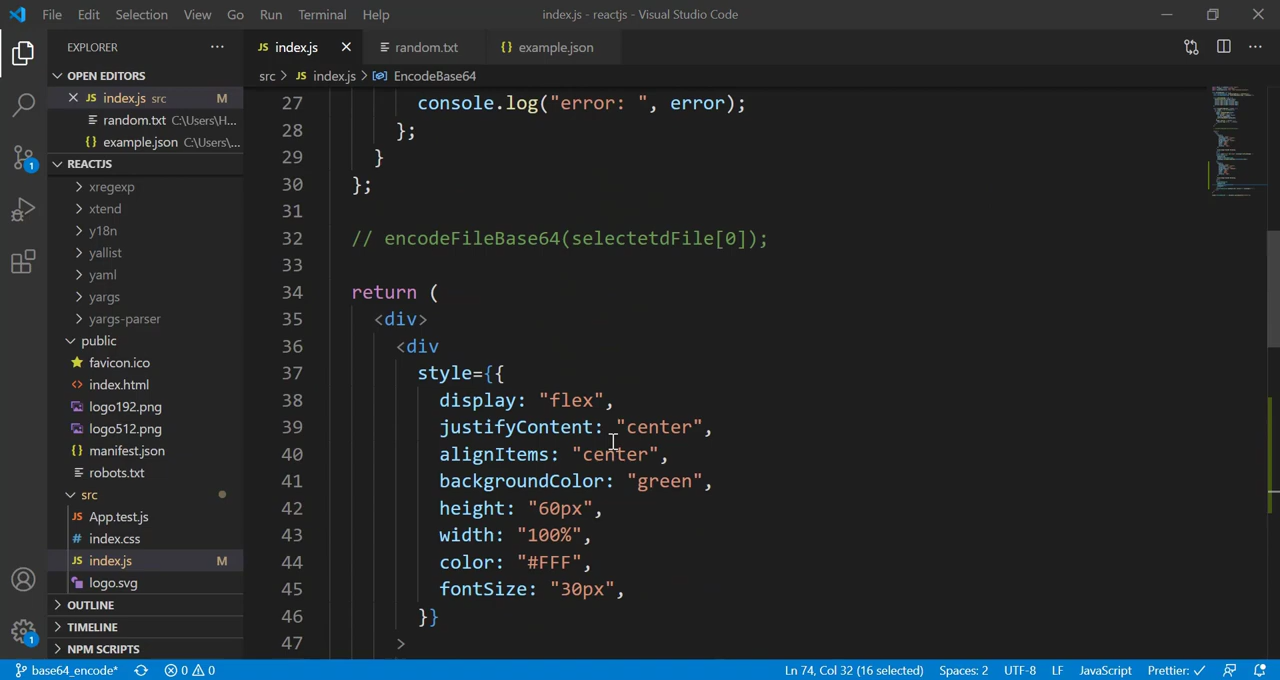 File Edit Selection View Go Run Terminal Help index.js - reactjs - Visual Studio Code
EXPLORER ···
JS index.js random.txt {} example.json
OPEN EDITORS
JS index.js src M
random.txt C:\Users\H...
{} example.json C:\Users\...
REACTJS
xregexp
xtend
y18n
yallist
yaml
yargs
yargs-parser
public
favicon.ico
<> index.html
logo192.png
logo512.png
{} manifest.json
robots.txt
src
JS App.test.js
# index.css
JS index.js M
logo.svg
OUTLINE
TIMELINE
NPM SCRIPTS
src > JS index.js > EncodeBase64
27 console.log("error: ", error);
28 };
29 }
30 };
31
32 // encodeFileBase64(selectetdFile[0]);
33
34 return (
35 <div>
36 <div
37 style={{
38 display: "flex",
39 justifyContent: "center",
40 alignItems: "center",
41 backgroundColor: "green",
42 height: "60px",
43 width: "100%",
44 color: "#FFF",
45 fontSize: "30px",
46 }}
47 >
1
1
base64_encode* 0 0 Ln 74, Col 32 (16 selected) Spaces: 2 UTF-8 LF JavaScript Prettier: ✓